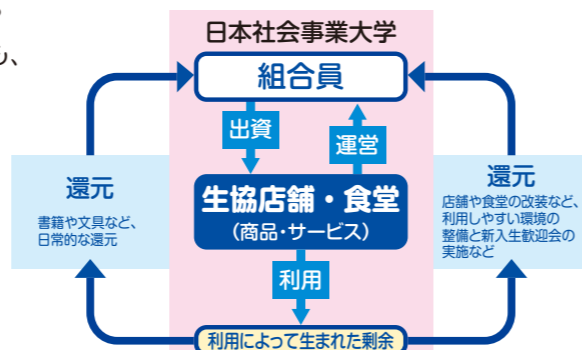 も、
日本社会事業大学
組合員
出資
運営
還元
書籍や文具など、
日常的な還元
生協店舗・食堂
(商品・サービス)
還元
店舗や食堂の改装など、
利用しやすい環境の
整備と新入生歓迎会の
実施など
利用
利用によって生まれた剰余